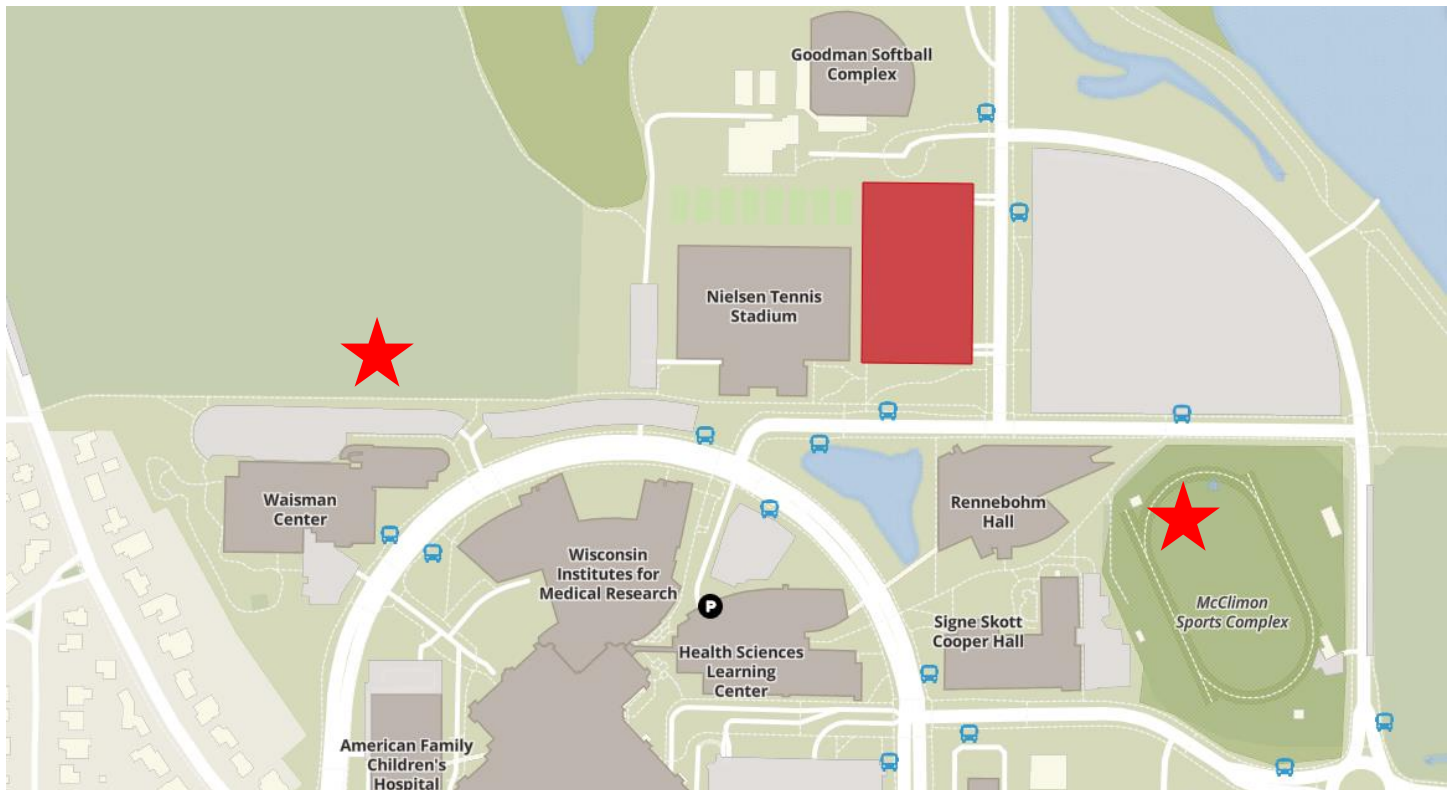 Goodman Softball
Complex
Nielsen Tennis
Stadium
Waisman
Center
Rennebohm
Hall
Wisconsin
Institutes for
Medical Research
P
McClimon
Sports Complex
Signe Skott
Cooper Hall
Health Sciences
Learning
Center
American Family
Children's
Hospital